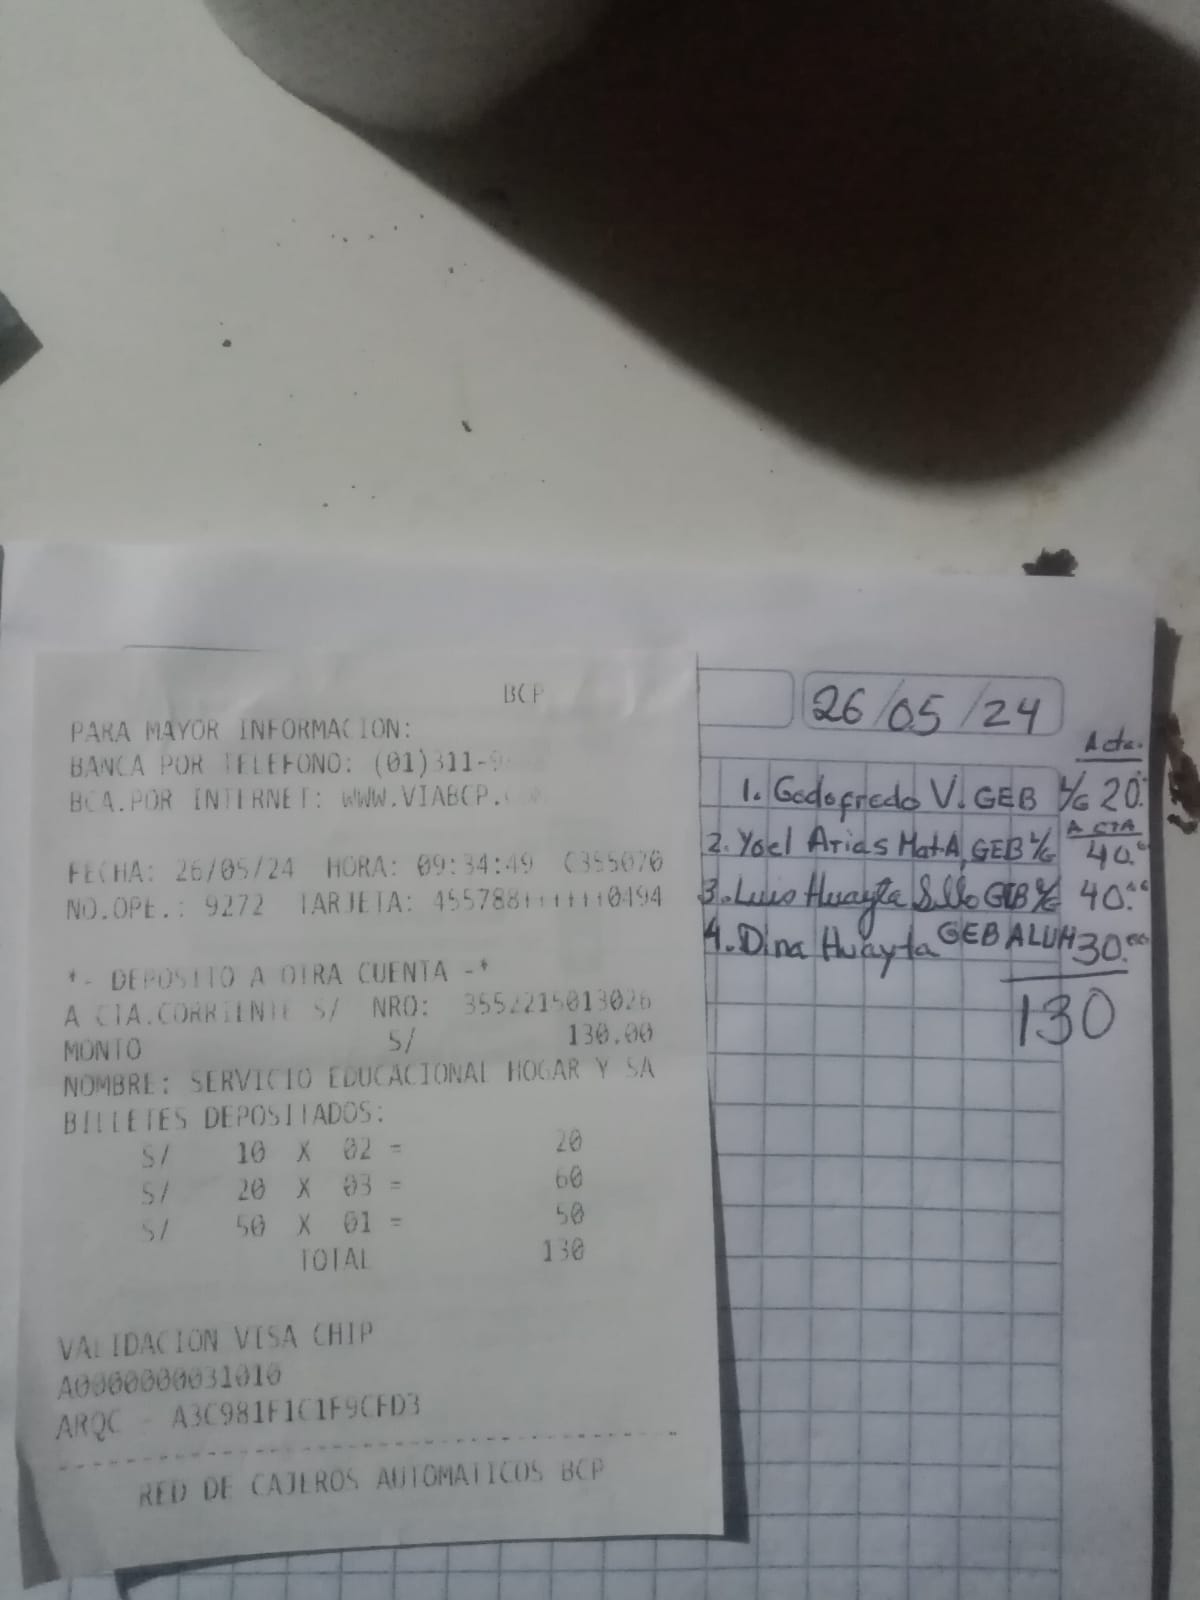 BCP
PARA MAYOR INFORMACION:
BANCA POR TELEFONO: (01)311-9
BCA.POR INTERNET: WWW.VIABCP.
FECHA: 26/05/24 HORA: 09:34:49 C355070
NO.OPE.: 9272 TARJETA: 455788******0494
*- DEPOSITO A OTRA CUENTA -*
A CTA.CORRIENTE S/ NRO: 3552215013026
MONTO S/ 130.00
NOMBRE: SERVICIO EDUCACIONAL HOGAR Y SA
BILLETES DEPOSITADOS:
S/ 10 X 02 = 20
S/ 20 X 03 = 60
S/ 50 X 01 = 50
TOTAL 130
VALIDACION VISA CHIP
A0000000031010
ARQC - A3C981F1C1F9CFD3
RED DE CAJEROS AUTOMATICOS BCP
26/05/24
Acta.
1. Godofredo V. GEB L/G 20.
A CTA
2. Yoel Arias Mat.A, GEB L/G 40.
3. Luis Huayta GEB L/G 40.
4. Dina Huayta GEB ALUM 30.
130